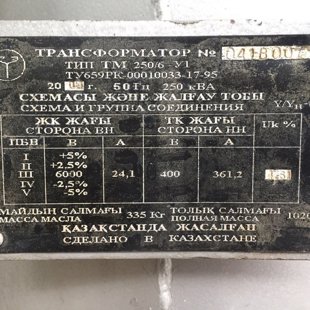 ТРАНСФОРМАТОР №
ТИП ТМ 250/6 У1
ТУ659РК-00010033-17-95
20 г. 50Гц 250 кВА
СХЕМАСЫ ЖӘНЕ ЖАЛҒАУ ТОБЫ
СХЕМА и ГРУППА СОЕДИНЕНИЯ Y/Yн
ЖК ЖАҒЫ ТК ЖАҒЫ Uк %
СТОРОНА ВН СТОРОНА НН
ПБВ В А В А
I +5%
II +2,5%
III 6000 24,1 400 361,2
IV -2,5%
V -5%
МАЙДЫН САЛМАҒЫ 335 Кг ТОЛЫҚ САЛМАҒЫ
МАССА МАСЛА ПОЛНАЯ МАССА 1020
ҚАЗАҚСТАНДА ЖАСАЛҒАН
СДЕЛАНО В КАЗАХСТАНЕ